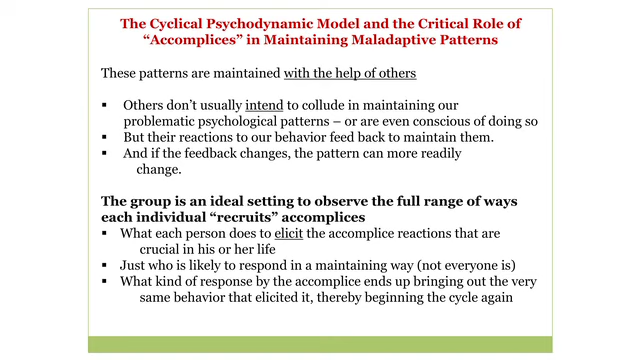 The Cyclical Psychodynamic Model and the Critical Role of
“Accomplices” in Maintaining Maladaptive Patterns
These patterns are maintained with the help of others
▪ Others don’t usually intend to collude in maintaining our
problematic psychological patterns – or are even conscious of doing so
▪ But their reactions to our behavior feed back to maintain them.
▪ And if the feedback changes, the pattern can more readily
change.
The group is an ideal setting to observe the full range of ways
each individual “recruits” accomplices
▪ What each person does to elicit the accomplice reactions that are
crucial in his or her life
▪ Just who is likely to respond in a maintaining way (not everyone is)
▪ What kind of response by the accomplice ends up bringing out the very
same behavior that elicited it, thereby beginning the cycle again